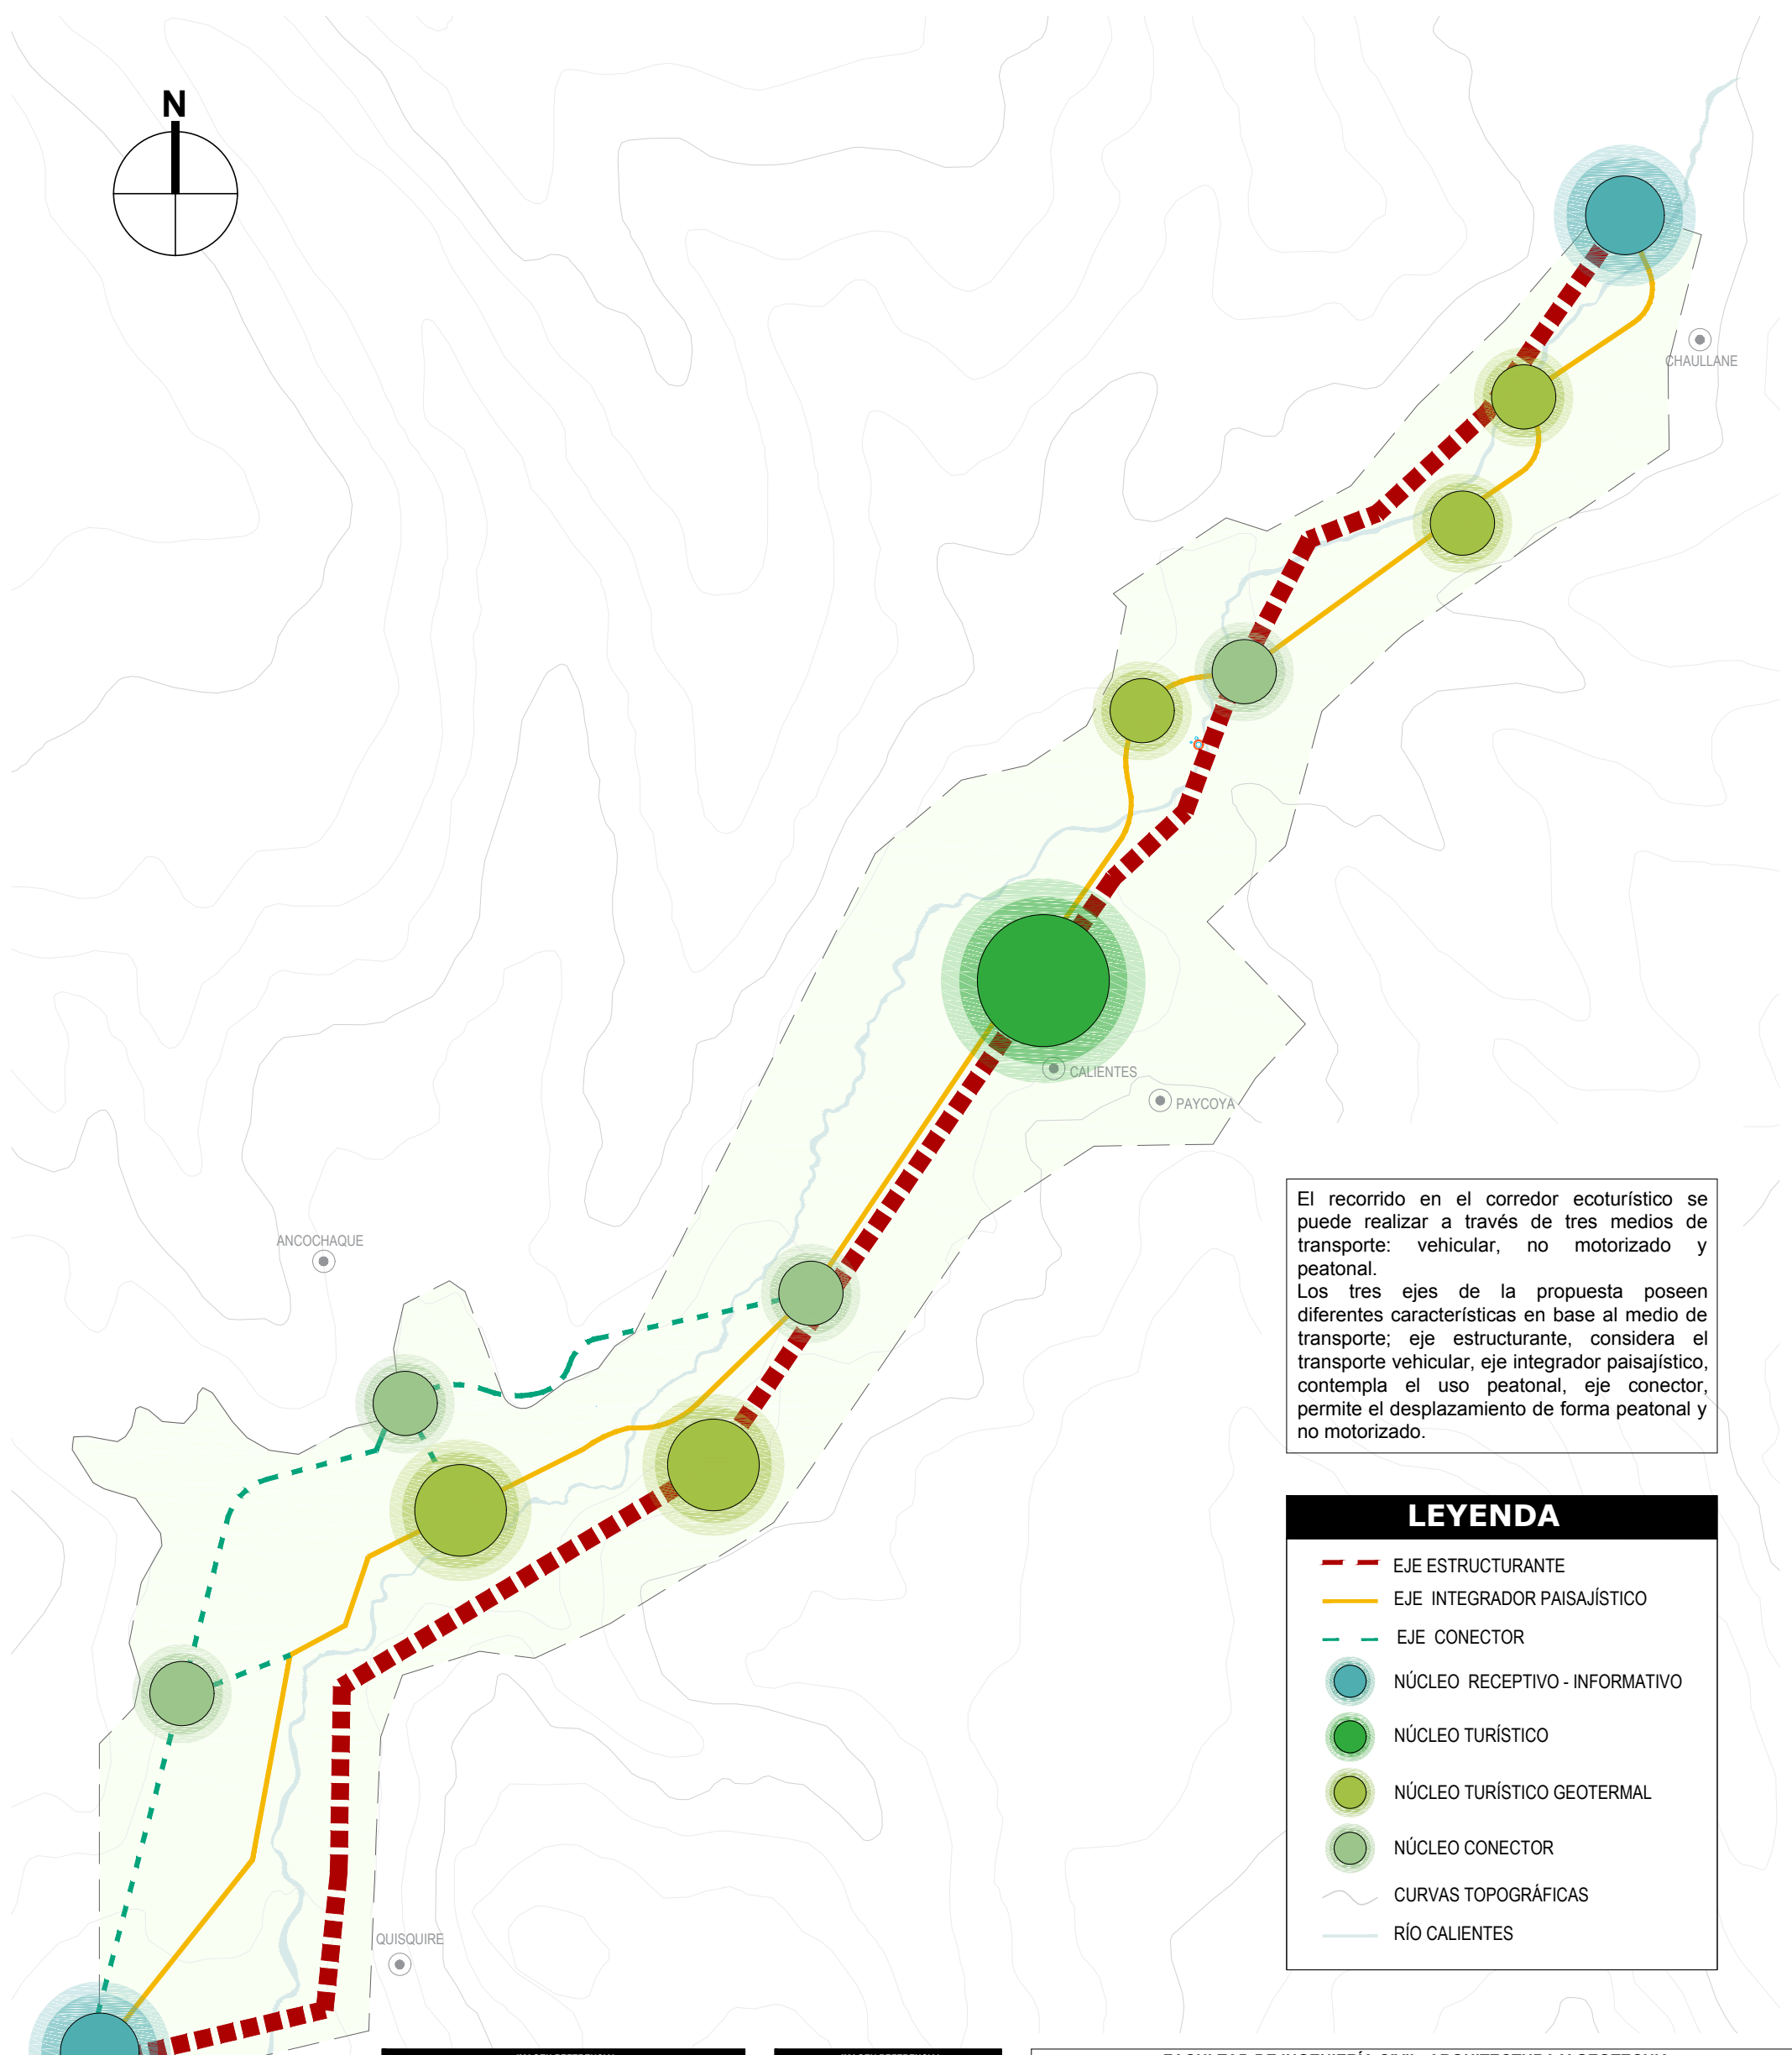 N
CHAULLANE
CALIENTES
PAYCOYA
ANCOCHAQUE
El recorrido en el corredor ecoturístico se
puede realizar a través de tres medios de
transporte: vehicular, no motorizado y
peatonal.
Los tres ejes de la propuesta poseen
diferentes características en base al medio de
transporte; eje estructurante, considera el
transporte vehicular, eje integrador paisajístico,
contempla el uso peatonal, eje conector,
permite el desplazamiento de forma peatonal y
no motorizado.
LEYENDA
EJE ESTRUCTURANTE
EJE INTEGRADOR PAISAJÍSTICO
EJE CONECTOR
NÚCLEO RECEPTIVO - INFORMATIVO
NÚCLEO TURÍSTICO
NÚCLEO TURÍSTICO GEOTERMAL
NÚCLEO CONECTOR
CURVAS TOPOGRÁFICAS
RÍO CALIENTES
QUISQUIRE